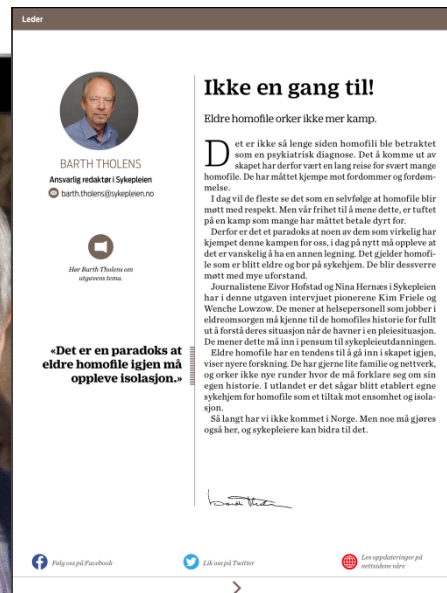 Leder
BARTH THOLENS
Ansvarlig redaktør i Sykepleien
barth.tholens@sykepleien.no
Hør Barth Tholens om
utgavens tema.
«Det er en paradoks at
eldre homofile igjen må
oppleve isolasjon.»
Ikke en gang til!
Eldre homofile orker ikke mer kamp.
Det er ikke så lenge siden homofili ble betraktet
som en psykiatrisk diagnose. Det å komme ut av
skapet har derfor vært en lang reise for svært mange
homofile. De har måttet kjempe mot fordommer og fordøm-
melse.
I dag vil de fleste se det som en selvfølge at homofile blir
møtt med respekt. Men vår frihet til å mene dette, er tuftet
på en kamp som mange har måttet betale dyrt for.
Derfor er det et paradoks at noen av dem som virkelig har
kjempet denne kampen for oss, i dag på nytt må oppleve at
det er vanskelig å ha en annen legning. Det gjelder homofi-
le som er blitt eldre og bor på sykehjem. De blir dessverre
møtt med mye uforstand.
Journalistene Eivor Hofstad og Nina Hernæs i Sykepleien
har i denne utgaven intervjuet pionerene Kim Friele og
Wenche Lowzow. De mener at helsepersonell som jobber i
eldreomsorgen må kjenne til de homofiles historie for fullt
ut å forstå deres situasjon når de havner i en pleiesituasjon.
De mener dette må inn i pensum til sykepleieutdanningen.
Eldre homofile har en tendens til å gå inn i skapet igjen,
viser nyere forskning. De har gjerne lite familie og nettverk,
og orker ikke nye runder hvor de må forklare seg om sin
egen historie. I utlandet er det sågar blitt etablert egne
sykehjem for homofile som et tiltak mot ensomhet og isola-
sjon.
Så langt har vi ikke kommet i Norge. Men noe må gjøres
også her, og sykepleiere kan bidra til det.
Følg oss på Facebook
Lik oss på Twitter
Les oppdateringer på
nettsidene våre